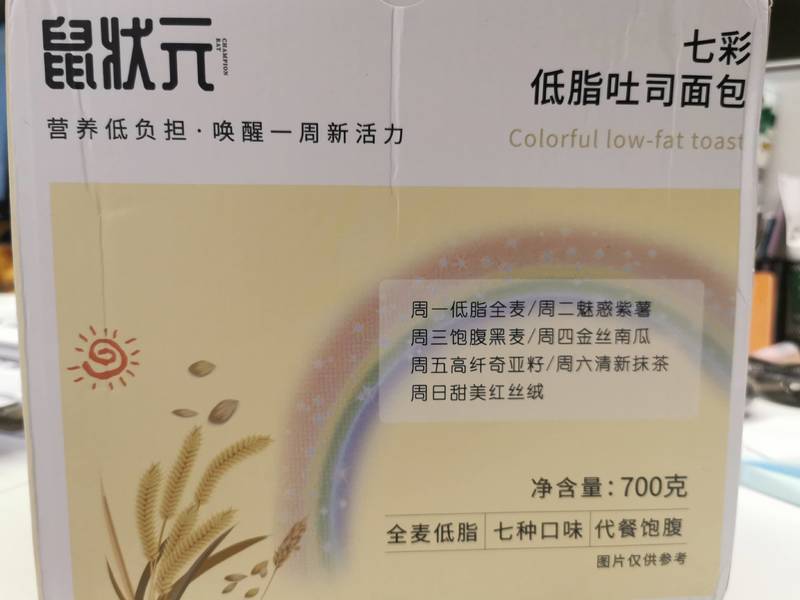 鼠状元
CHAMPION
RAT
七彩
低脂吐司面包
Colorful low-fat toast
营养低负担·唤醒一周新活力
周一低脂全麦/周二魅惑紫薯
周三饱腹黑麦/周四金丝南瓜
周五高纤奇亚籽/周六清新抹茶
周日甜美红丝绒
净含量：700克
全麦低脂 七种口味 代餐饱腹
图片仅供参考